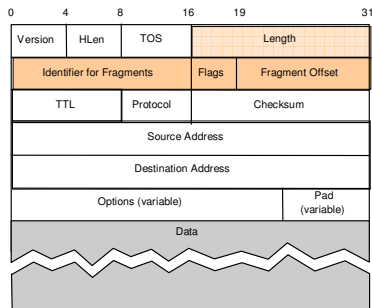 0 4 8 16 19 31
Version HLen TOS Length
Identifier for Fragments Flags Fragment Offset
TTL Protocol Checksum
Source Address
Destination Address
Options (variable) Pad
(variable)
Data